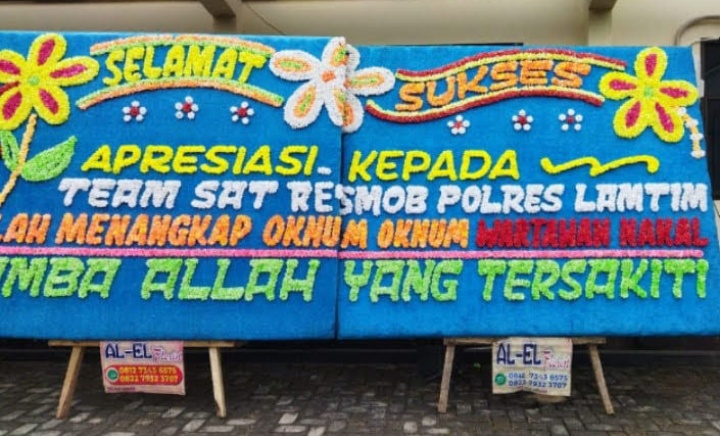 SELAMAT SUKSES
APRESIASI KEPADA
TEAM SAT RESMOB POLRES LAMTIM
LAH MENANGKAP OKNUM OKNUM WARTAWAN NAKAL
MBA ALLAH YANG TERSAKITI
AL-EL
AL-EL